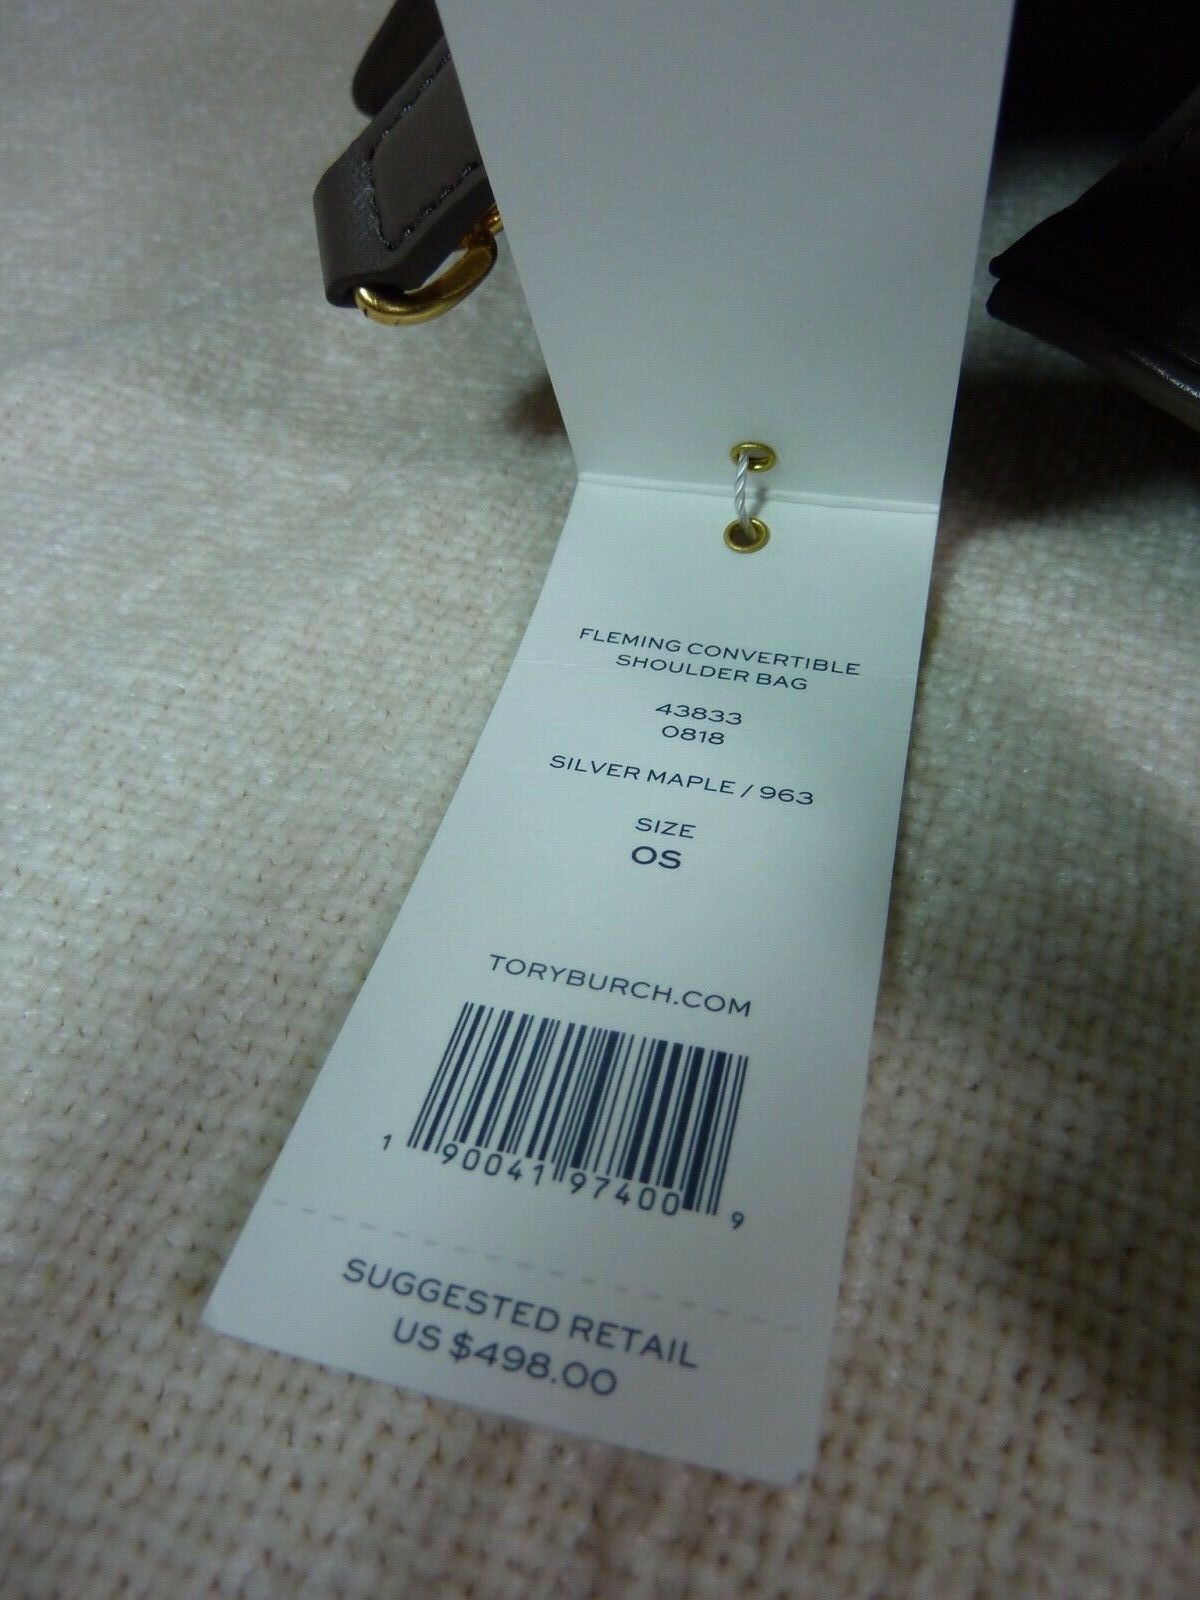 FLEMING CONVERTIBLE
SHOULDER BAG
43833
0818
SILVER MAPLE / 963
SIZE
OS
TORYBURCH.COM
1 90041 97400 9
SUGGESTED RETAIL
US $498.00